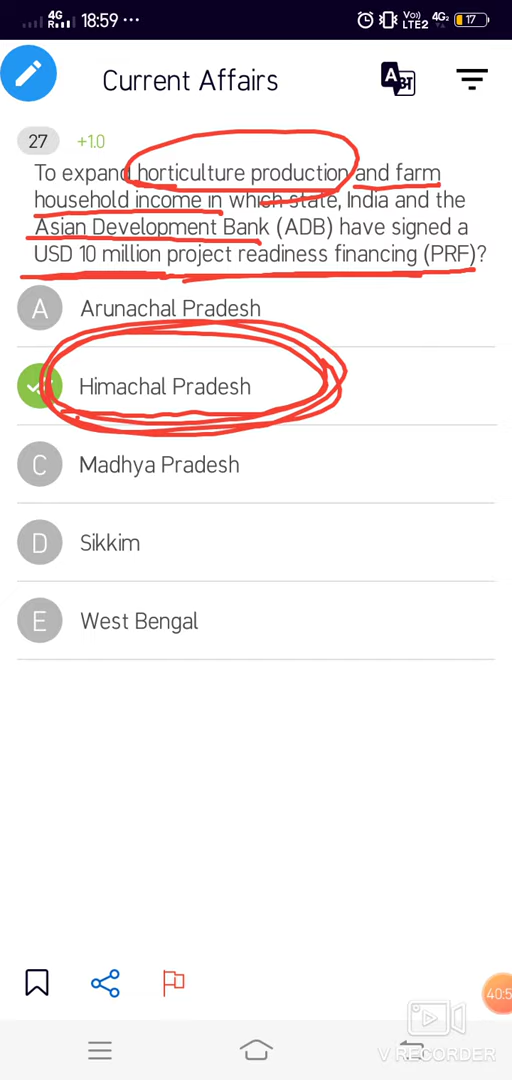 4G
R
18:59
Vo))
LTE2
4G2
17
Current Affairs
27 +1.0
To expand horticulture production and farm
household income in which state, India and the
Asian Development Bank (ADB) have signed a
USD 10 million project readiness financing (PRF)?
A Arunachal Pradesh
Himachal Pradesh
C Madhya Pradesh
D Sikkim
E West Bengal
40:5
V RECORDER